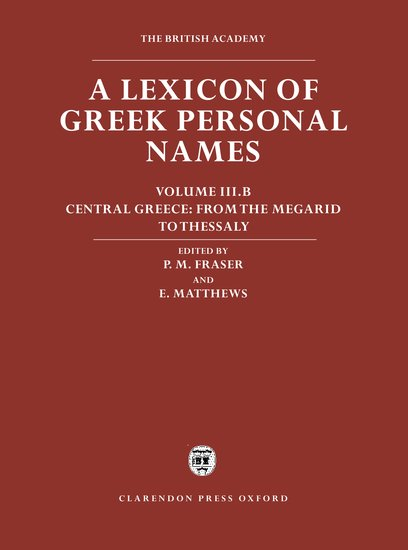 THE BRITISH ACADEMY
A LEXICON OF
GREEK PERSONAL
NAMES
VOLUME III.B
CENTRAL GREECE: FROM THE MEGARID
TO THESSALY
EDITED BY
P. M. FRASER
AND
E. MATTHEWS
CLARENDON PRESS OXFORD